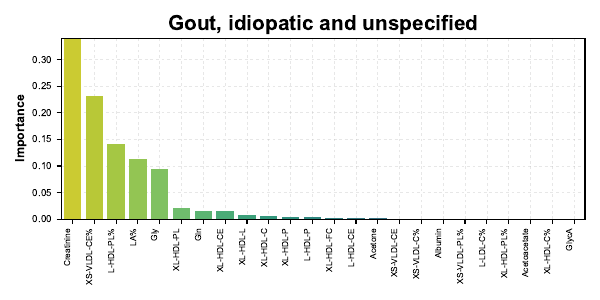 Gout, idiopatic and unspecified
Importance
0.30
0.25
0.20
0.15
0.10
0.05
0.00
Creatinine
XS-VLDL-CE%
L-HDL-PL%
LA%
Gly
XL-HDL-PL
Gln
XL-HDL-CE
XL-HDL-L
XL-HDL-C
XL-HDL-P
L-HDL-P
XL-HDL-FC
L-HDL-CE
Acetone
XS-VLDL-CE
XS-VLDL-C%
Albumin
XS-VLDL-PL%
L-LDL-C%
XL-HDL-PL%
Acetoacetate
XL-HDL-C%
GlycA